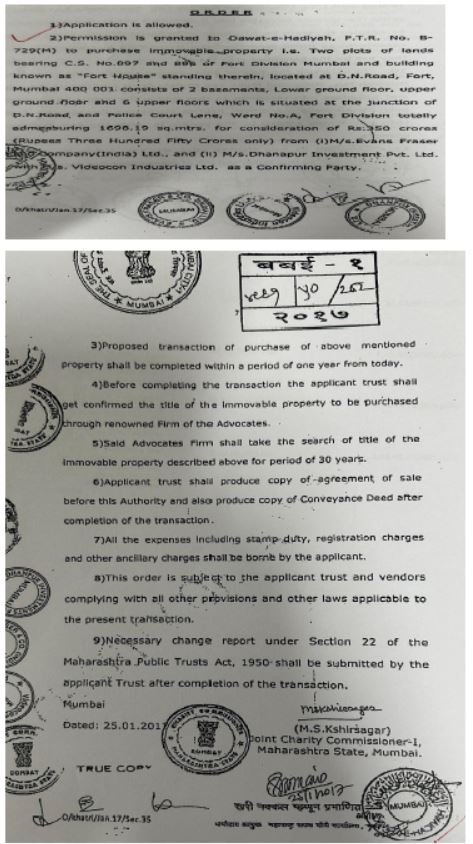 ORDER
1)Application is allowed.
2)Permission is granted to Dawat-e-Hadiyah, P.T.R. No. B-
729(M) to purchase immovable property i.e. Two plots of lands
bearing C.S. No.897 and 898 of Fort Division Mumbai and building
known as "Fort House" standing therein, located at D.N.Road, Fort,
Mumbai 400 001 consists of 2 basements, Lower ground floor, upper
ground floor and 6 upper floors which is situated at the junction of
D.N.Road, and Police Court Lane, Ward No.A, Fort Division totally
admeasuring 1698.19 sq.mtrs. for consideration of Rs.350 crores
(Rupees Three Hundred Fifty Crores only) from (i)M/s.Evans Fraser
Company(India) Ltd., and (ii) M/s.Dhanapur Investment Pvt. Ltd.
Videocon Industries Ltd. as a Confirming Party.
D/khatri/Jan.17/Sec.35
MUMBAI
बबई - १
२०१७
3)Proposed transaction of purchase of above mentioned
property shall be completed within a period of one year from today.
4)Before completing the transaction the applicant trust shall
get confirmed the title of the immovable property to be purchased
through renowned Firm of the Advocates.
5)Said Advocates Firm shall take the search of title of the
immovable property described above for period of 30 years.
6)Applicant trust shall produce copy of agreement of sale
before this Authority and also produce copy of Conveyance Deed after
completion of the transaction.
7)All the expenses including stamp duty, registration charges
and other ancillary charges shall be borne by the applicant.
8)This order is subject to the applicant trust and vendors
complying with all other provisions and other laws applicable to
the present transaction.
9)Necessary change report under Section 22 of the
Maharashtra Public Trusts Act, 1950 shall be submitted by the
applicant Trust after completion of the transaction.
Mumbai
Dated: 25.01.2017
(M.S.Kshirsagar)
Joint Charity Commissioner-I,
Maharashtra State, Mumbai.
TRUE COPY
BOMBAY
MUMBAI
D/khatri/Jan.17/Sec.35